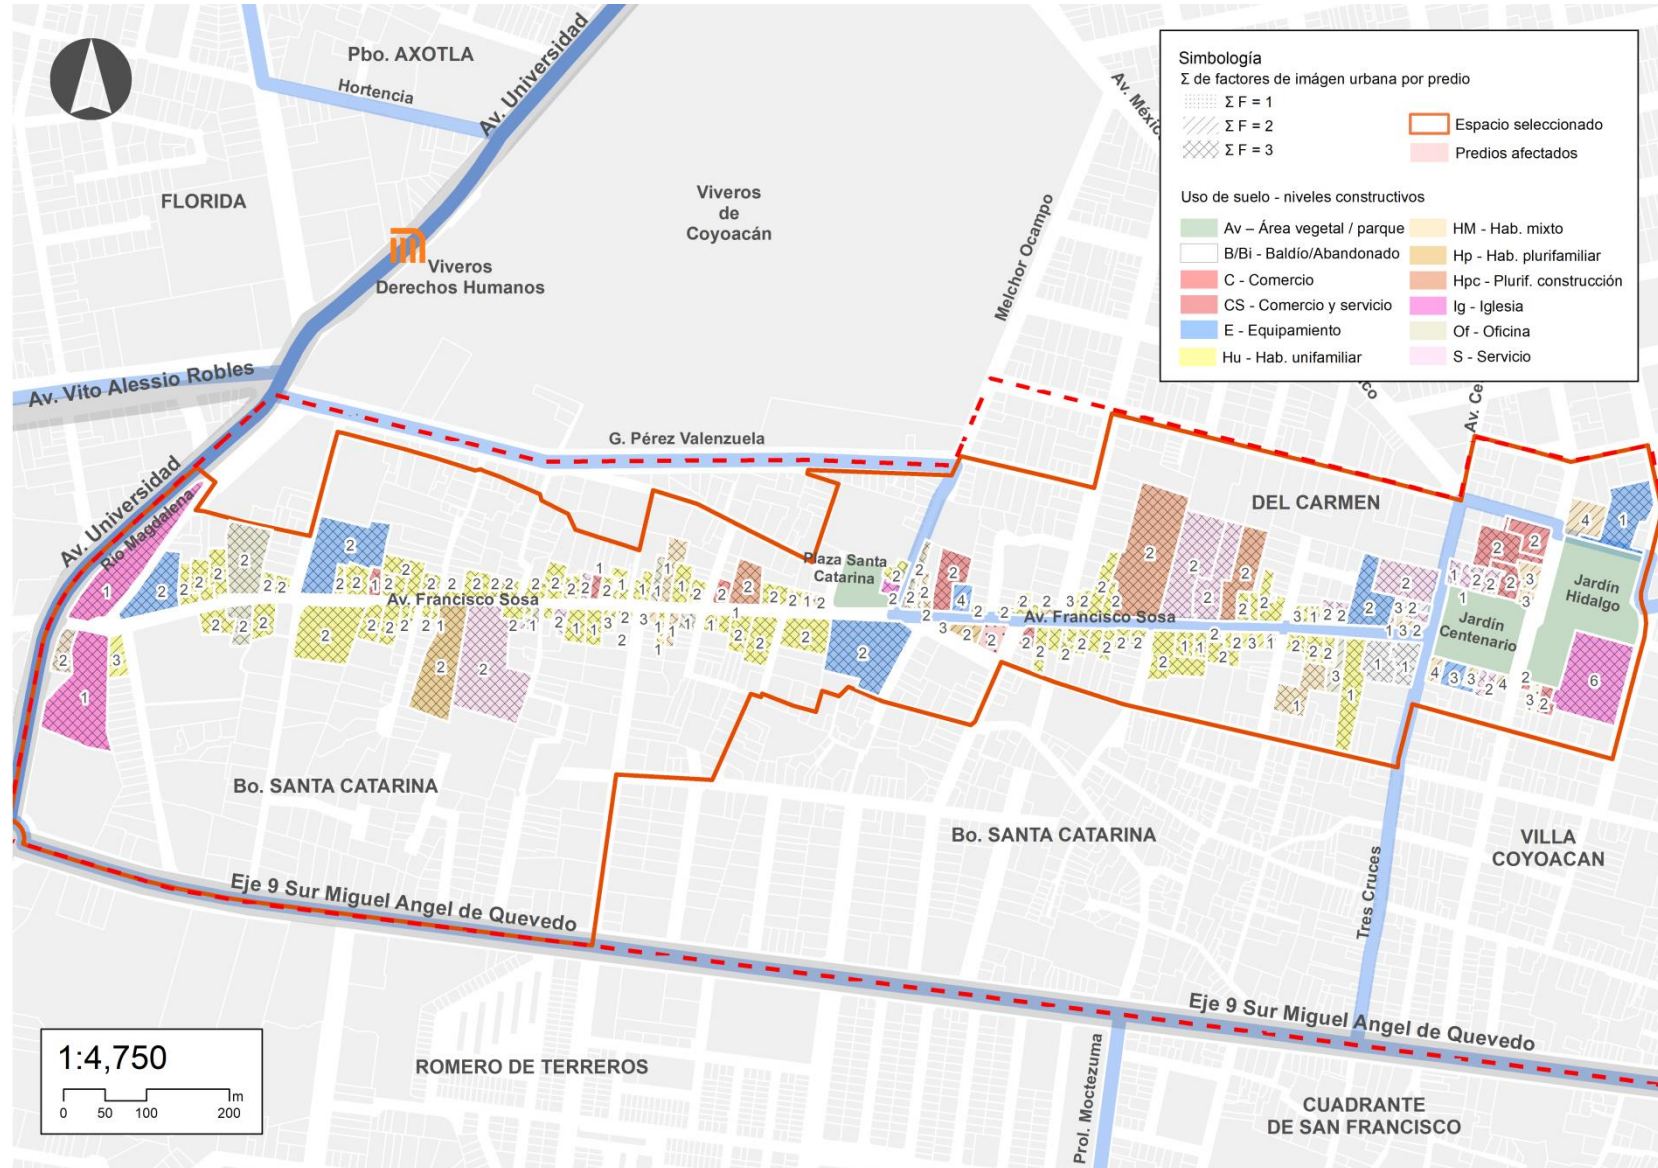 Pbo. AXOTLA
Hortencia
Av. Universidad
FLORIDA
Viveros
de
Coyoacán
Viveros
Derechos Humanos
Av. Méxic
Melchor Ocampo
Simbología
Σ de factores de imágen urbana por predio
Σ F = 1
Σ F = 2
Σ F = 3
Espacio seleccionado
Predios afectados
Uso de suelo - niveles constructivos
Av – Área vegetal / parque
B/Bi - Baldío/Abandonado
C - Comercio
CS - Comercio y servicio
E - Equipamiento
Hu - Hab. unifamiliar
HM - Hab. mixto
Hp - Hab. plurifamiliar
Hpc - Plurif. construcción
Ig - Iglesia
Of - Oficina
S - Servicio
ico
Av. Ce
Av. Vito Alessio Robles
G. Pérez Valenzuela
Av. Universidad
Río Magdalena
DEL CARMEN
Plaza Santa
Catarina
Av. Francisco Sosa
Av. Francisco Sosa
Jardín
Hidalgo
Jardín
Centenario
Bo. SANTA CATARINA
Bo. SANTA CATARINA
VILLA
COYOACAN
Tres Cruces
Eje 9 Sur Miguel Angel de Quevedo
Eje 9 Sur Miguel Angel de Quevedo
Prol. Moctezuma
ROMERO DE TERREROS
CUADRANTE
DE SAN FRANCISCO
1:4,750
0 50 100 200 m